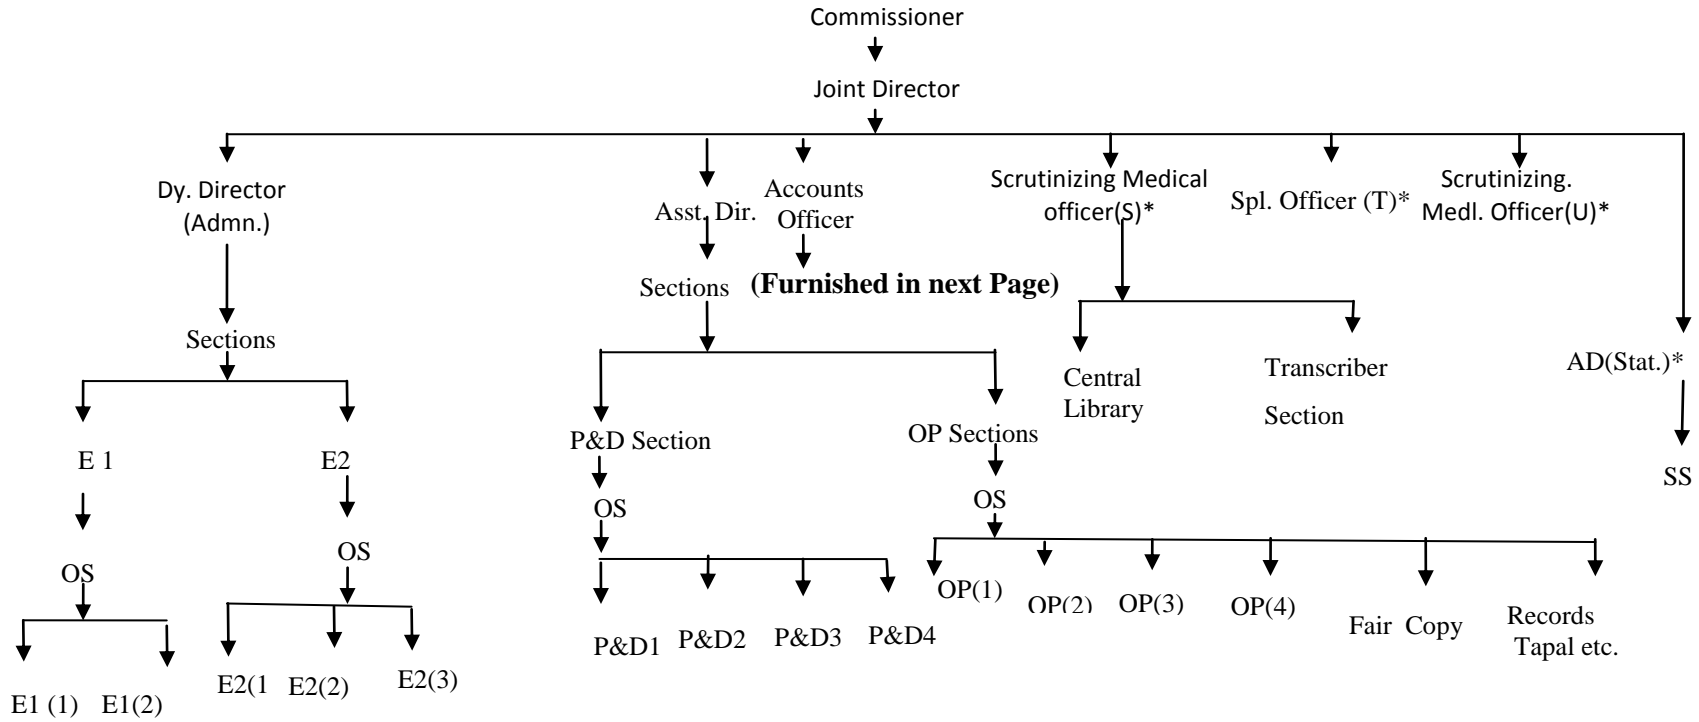 Commissioner
Joint Director
Dy. Director
(Admn.)
Asst. Dir.
Accounts
Officer
Scrutinizing Medical
officer(S)*
Spl. Officer (T)*
Scrutinizing.
Medl. Officer(U)*
Sections
(Furnished in next Page)
Sections
Central
Library
Transcriber
Section
AD(Stat.)*
E 1
E2
P&D Section
OP Sections
SS
OS
OS
OS
OS
E1 (1)
E1(2)
E2(1
E2(2)
E2(3)
P&D1
P&D2
P&D3
P&D4
OP(1)
OP(2)
OP(3)
OP(4)
Fair Copy
Records
Tapal etc.